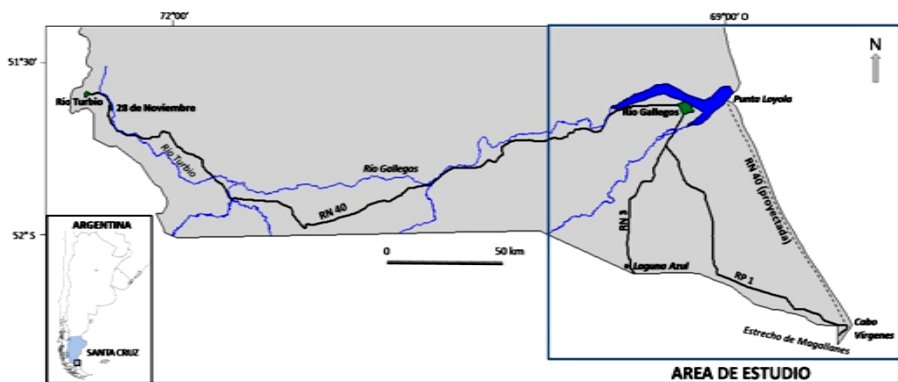 72°00'
69°00' O
51°30'
N
Río Turbio
28 de Noviembre
Río Gallegos
Punta Loyola
Río Turbio
Río Gallegos
RN 40
RN 3
RN 40 (proyectada)
52° S
ARGENTINA
0 50 km
Laguna Azul
RP 1
Cabo
Vírgenes
Estrecho de Magallanes
SANTA CRUZ
AREA DE ESTUDIO